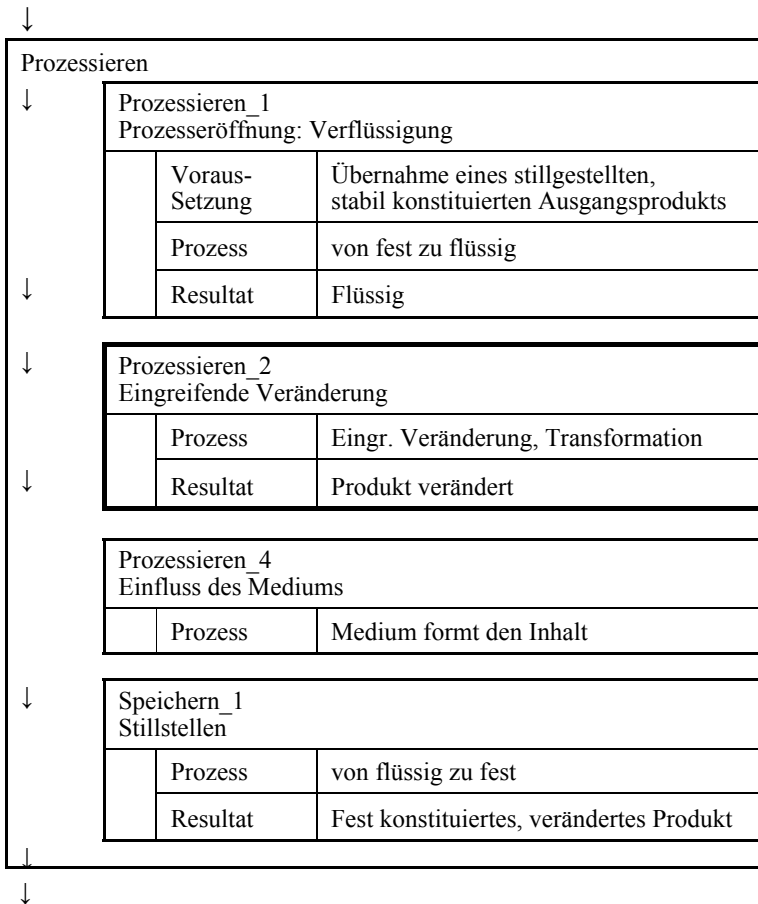 ↓
Prozessieren
↓
Prozessieren_1
Prozesseröffnung: Verflüssigung
Voraus-
Setzung
Übernahme eines stillgestellten,
stabil konstituierten Ausgangsprodukts
Prozess
von fest zu flüssig
↓
Resultat
Flüssig
↓
Prozessieren_2
Eingreifende Veränderung
Prozess
Eingr. Veränderung, Transformation
↓
Resultat
Produkt verändert
Prozessieren_4
Einfluss des Mediums
Prozess
Medium formt den Inhalt
↓
Speichern_1
Stillstellen
Prozess
von flüssig zu fest
Resultat
Fest konstituiertes, verändertes Produkt
↓
↓